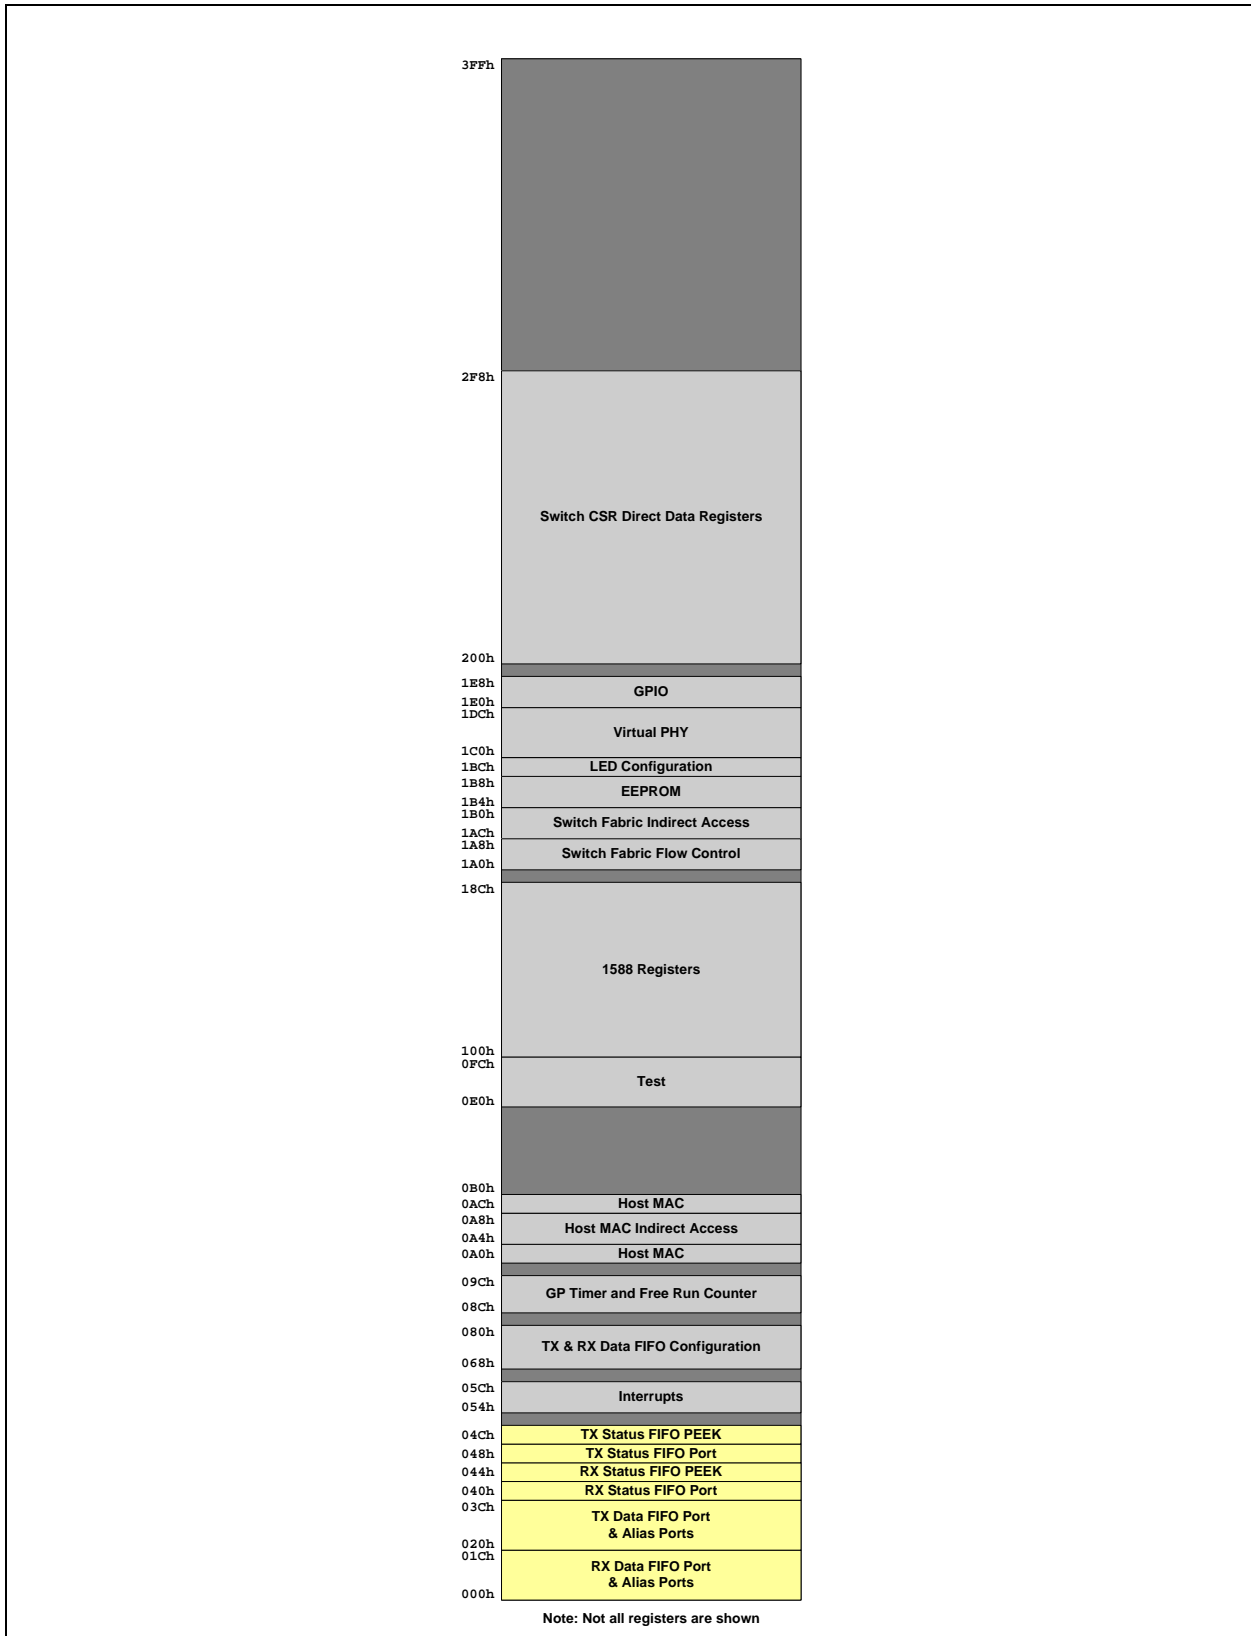 3FFh
2F8h
Switch CSR Direct Data Registers
200h
1E8h
GPIO
1E0h
1DCh
Virtual PHY
1C0h
1BCh
LED Configuration
1B8h
EEPROM
1B4h
1B0h
Switch Fabric Indirect Access
1ACh
1A8h
Switch Fabric Flow Control
1A0h
18Ch
1588 Registers
100h
0FCh
Test
0E0h
0B0h
0ACh
Host MAC
0A8h
Host MAC Indirect Access
0A4h
0A0h
Host MAC
09Ch
GP Timer and Free Run Counter
08Ch
080h
TX & RX Data FIFO Configuration
068h
05Ch
Interrupts
054h
04Ch
TX Status FIFO PEEK
048h
TX Status FIFO Port
044h
RX Status FIFO PEEK
040h
RX Status FIFO Port
03Ch
TX Data FIFO Port
& Alias Ports
020h
01Ch
RX Data FIFO Port
& Alias Ports
000h
Note: Not all registers are shown